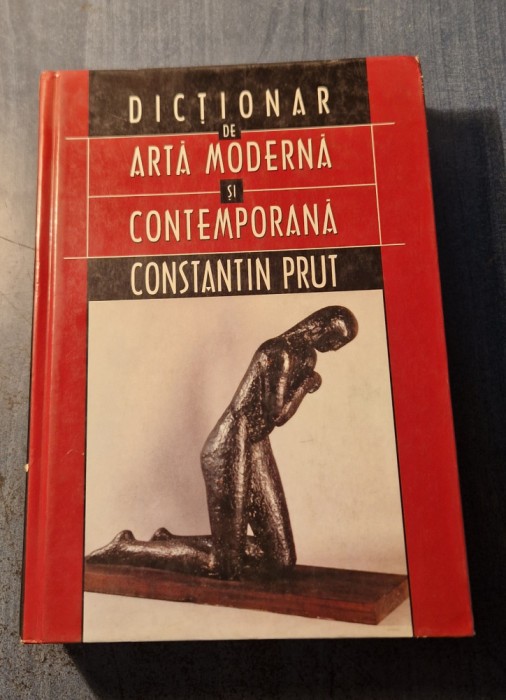 DICȚIONAR
DE
ARTĂ MODERNĂ
ȘI
CONTEMPORANĂ
CONSTANTIN PRUT